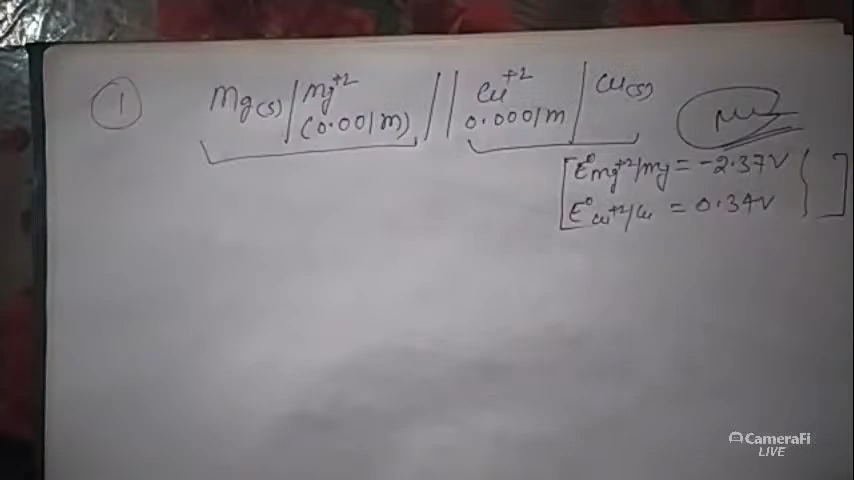 ① Mg(s) | Mg+2 (0.001M) || Cu+2 0.0001M | Cu(s)
[E°Mg+2/Mg = -2.37V
E°Cu+2/Cu = 0.34V ]
CameraFi
LIVE